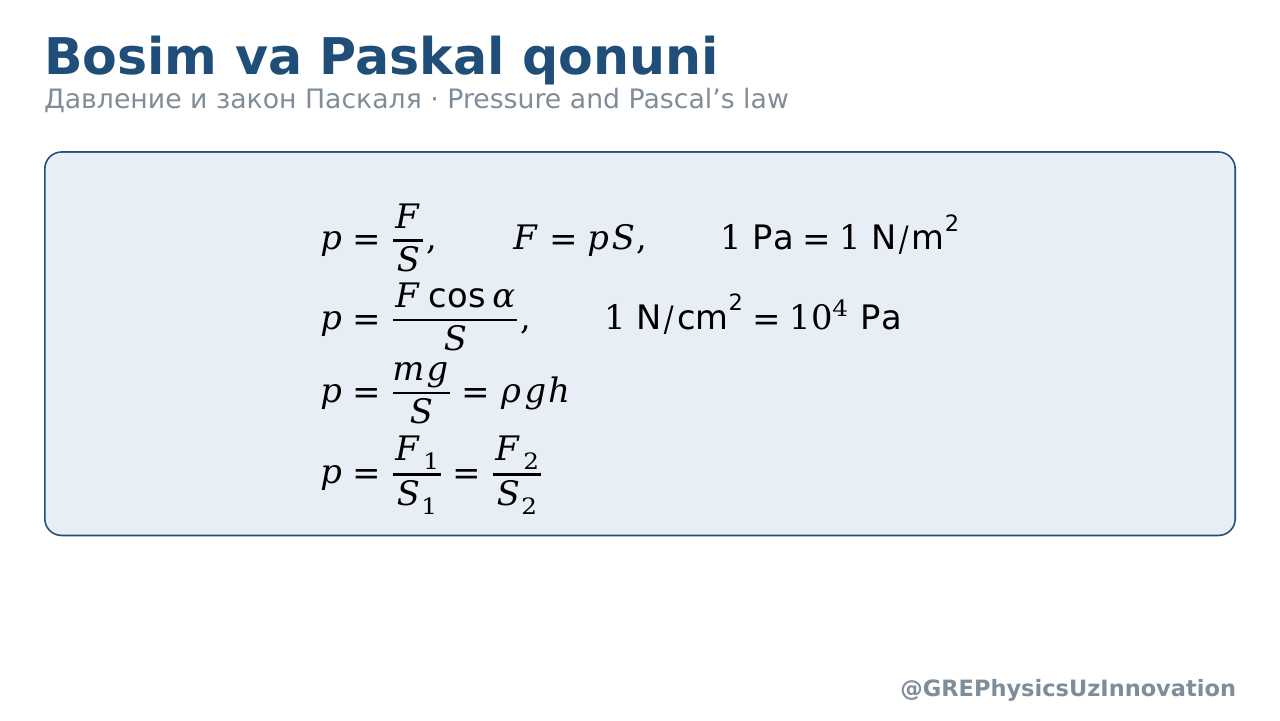 Bosim va Paskal qonuni
Давление и закон Паскаля · Pressure and Pascal’s law
p = F/S, F = pS, 1 Pa = 1 N/m²
p = F cos α/S, 1 N/cm² = 10⁴ Pa
p = mg/S = ρgh
p = F₁/S₁ = F₂/S₂
@GREPhysicsUzInnovation